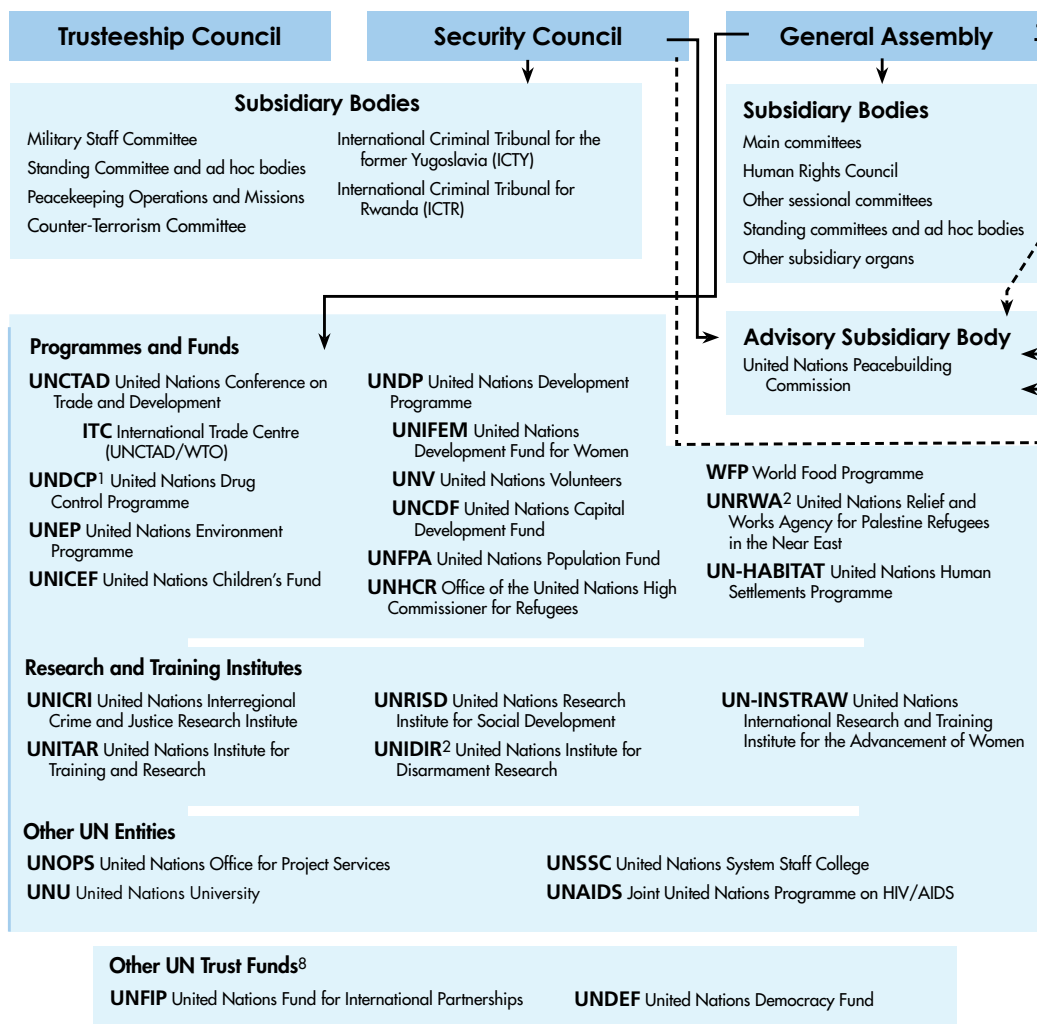 Trusteeship Council
Security Council
General Assembly
Subsidiary Bodies
Military Staff Committee
Standing Committee and ad hoc bodies
Peacekeeping Operations and Missions
Counter-Terrorism Committee
International Criminal Tribunal for the
former Yugoslavia (ICTY)
International Criminal Tribunal for
Rwanda (ICTR)
Subsidiary Bodies
Main committees
Human Rights Council
Other sessional committees
Standing committees and ad hoc bodies
Other subsidiary organs
Advisory Subsidiary Body
United Nations Peacebuilding
Commission
Programmes and Funds
UNCTAD United Nations Conference on
Trade and Development
ITC International Trade Centre
(UNCTAD/WTO)
UNDCP1 United Nations Drug
Control Programme
UNEP United Nations Environment
Programme
UNICEF United Nations Children's Fund
UNDP United Nations Development
Programme
UNIFEM United Nations
Development Fund for Women
UNV United Nations Volunteers
UNCDF United Nations Capital
Development Fund
UNFPA United Nations Population Fund
UNHCR Office of the United Nations High
Commissioner for Refugees
WFP World Food Programme
UNRWA2 United Nations Relief and
Works Agency for Palestine Refugees
in the Near East
UN-HABITAT United Nations Human
Settlements Programme
Research and Training Institutes
UNICRI United Nations Interregional
Crime and Justice Research Institute
UNITAR United Nations Institute for
Training and Research
UNRISD United Nations Research
Institute for Social Development
UNIDIR2 United Nations Institute for
Disarmament Research
UN-INSTRAW United Nations
International Research and Training
Institute for the Advancement of Women
Other UN Entities
UNOPS United Nations Office for Project Services
UNU United Nations University
UNSSC United Nations System Staff College
UNAIDS Joint United Nations Programme on HIV/AIDS
Other UN Trust Funds8
UNFIP United Nations Fund for International Partnerships
UNDEF United Nations Democracy Fund